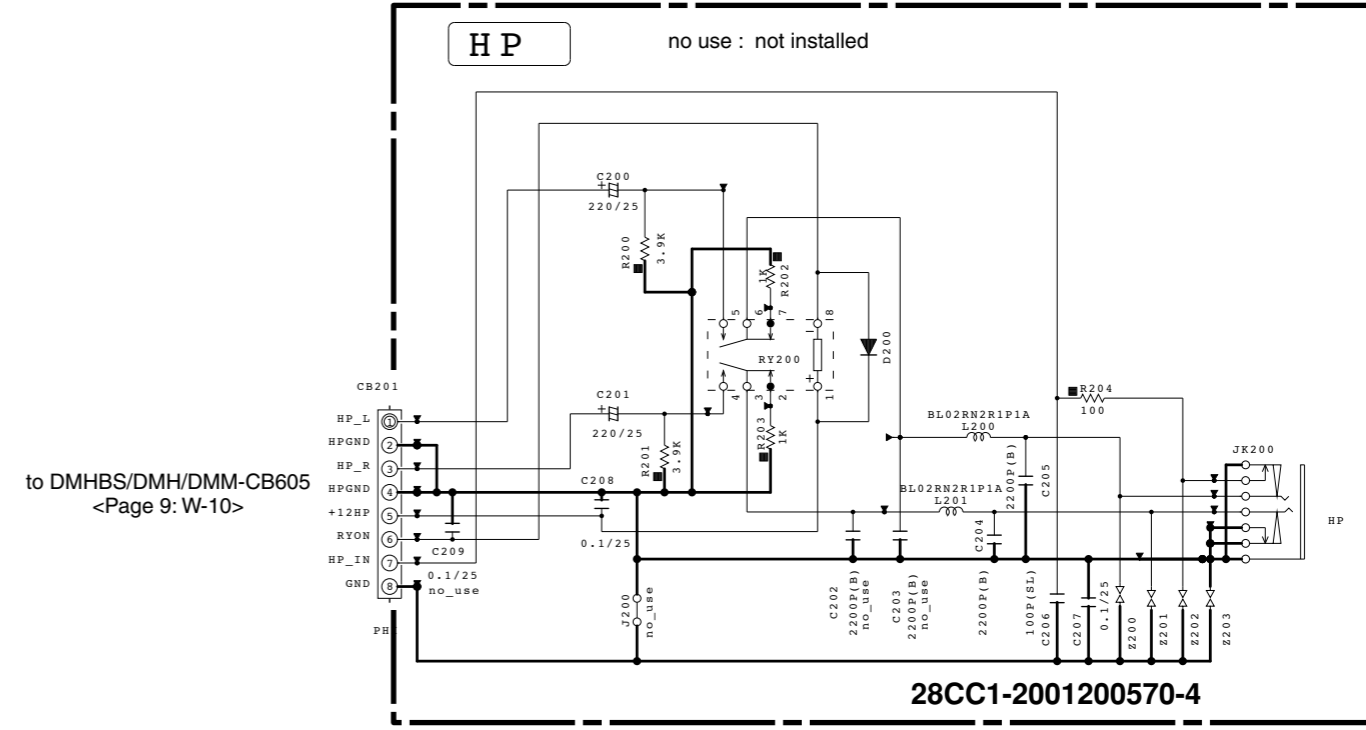 HP
no use : not installed
C200
+
220/25
R200
3.9K
1K
R202
5
6
7
8
RY200
D200
+
4
3
2
1
CB201
HP_L
1
HPGND
2
HP_R
3
HPGND
4
+12HP
5
RYON
6
HP_IN
7
GND
8
to DMHBS/DMH/DMM-CB605
<Page 9: W-10>
C201
+
220/25
R201
3.9K
R203
1K
C208
0.1/25
C209
0.1/25
no_use
J200
no_use
R204
100
BL02RN2R1P1A
L200
BL02RN2R1P1A
L201
2200P(B)
C205
C204
2200P(B)
C202
2200P(B)
no_use
C203
2200P(B)
no_use
100P(SL)
C206
C207
0.1/25
Z200
Z201
Z202
Z203
JK200
HP
28CC1-2001200570-4